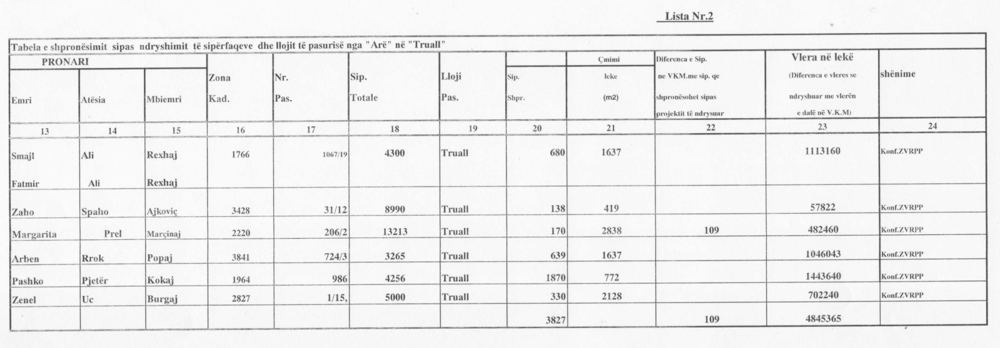 Lista Nr.2
Tabela e shpronësimit sipas ndryshimit të sipërfaqeve dhe llojit të pasurisë nga "Arë" në "Truall"
PRONARI Çmimi Diferenca e Sip. Vlera në lekë
Zona Nr. Sip. Lloji Sip. leke ne VKM.me sip. qe (Diferenca e vleres se shënime
Emri Atësia Mbiemri Kad. Pas. Totale Pas. Shpr. (m2) shpronësohet sipas ndryshuar me vlerën
projektit të ndrysuar e dalë në V.K.M)
13 14 15 16 17 18 19 20 21 22 23 24
Smajl Ali Rexhaj 1766 1067/19 4300 Truall 680 1637 1113160 Konf.ZVRPP
Fatmir Ali Rexhaj
Zaho Spaho Ajkoviç 3428 31/12 8990 Truall 138 419 57822 Konf.ZVRPP
Margarita Prel Marçinaj 2220 206/2 13213 Truall 170 2838 109 482460 Konf.ZVRPP
Arben Rrok Popaj 3841 724/3 3265 Truall 639 1637 1046043 Konf.ZVRPP
Pashko Pjetër Kokaj 1964 986 4256 Truall 1870 772 1443640 Konf.ZVRPP
Zenel Uc Burgaj 2827 1/15, 5000 Truall 330 2128 702240 Konf.ZVRPP
3827 109 4845365